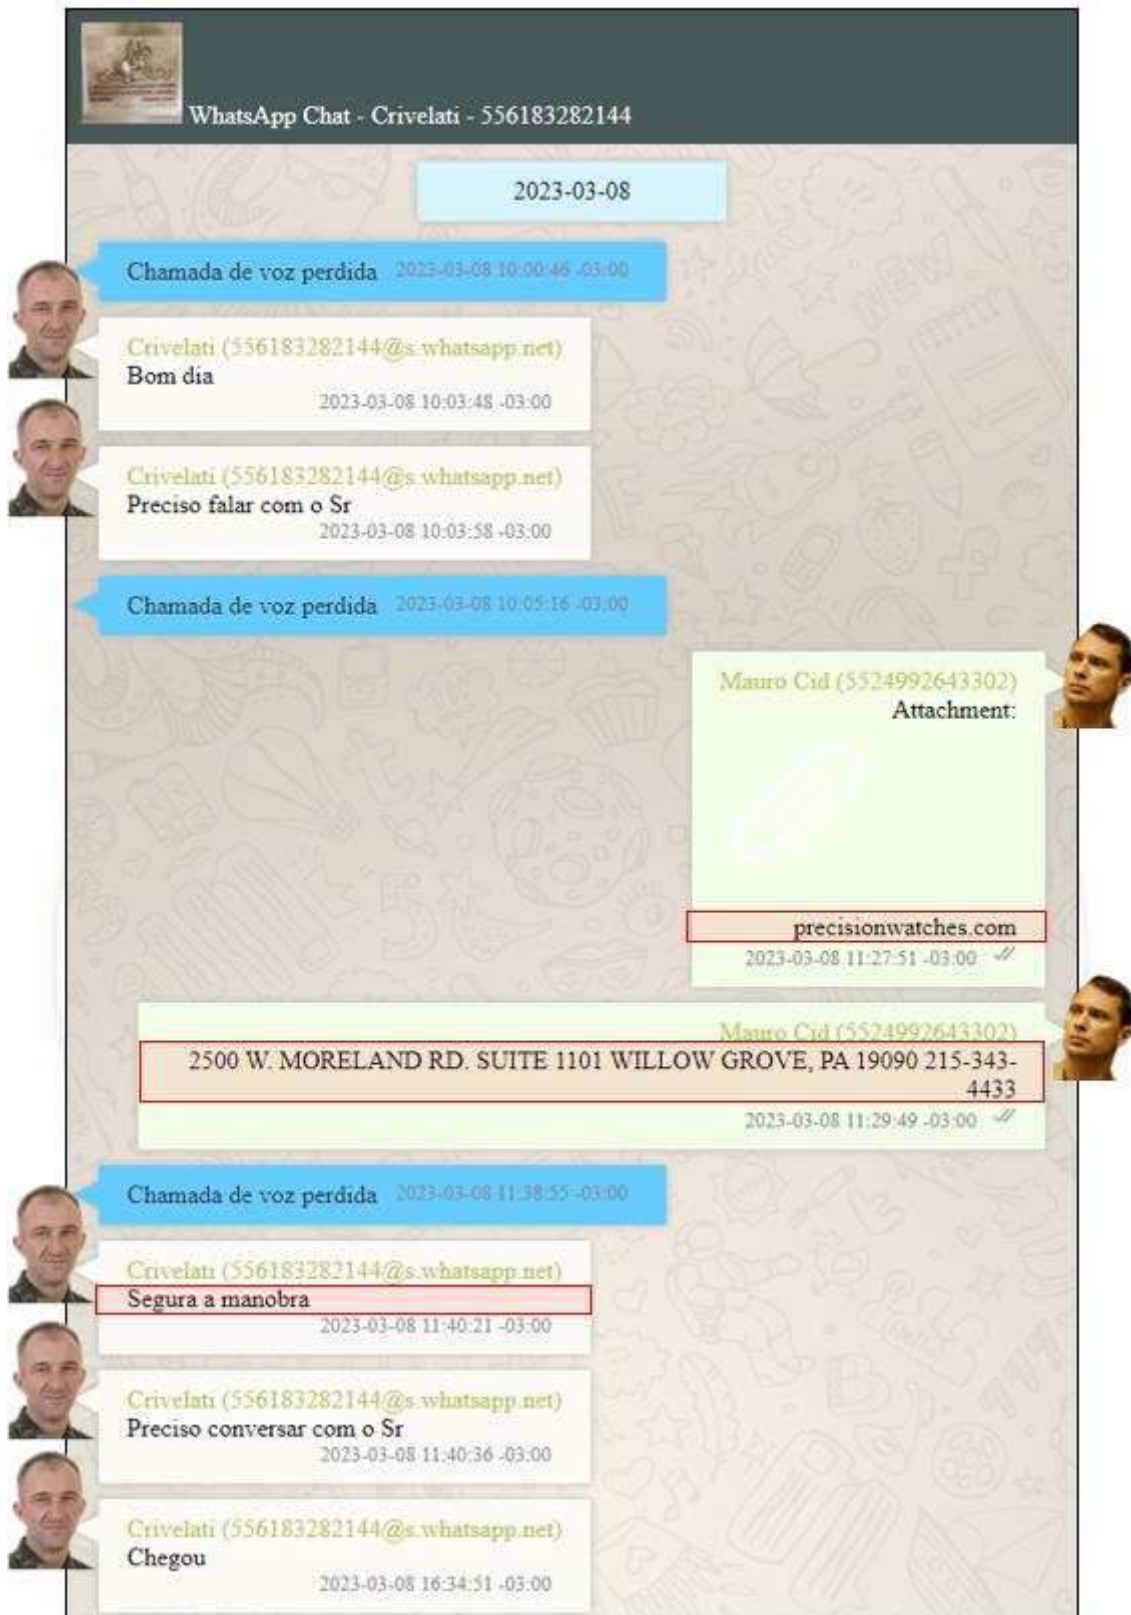 WhatsApp Chat - Crivelati - 556183282144
2023-03-08
Chamada de voz perdida 2023-03-08 10:00:46 -03:00
Crivelati (556183282144@s.whatsapp.net)
Bom dia
2023-03-08 10:03:48 -03:00
Crivelati (556183282144@s.whatsapp.net)
Preciso falar com o Sr
2023-03-08 10:03:58 -03:00
Chamada de voz perdida 2023-03-08 10:05:16 -03:00
Mauro Cid (5524992643302)
Attachment:
precisionwatches.com
2023-03-08 11:27:51 -03:00
Mauro Cid (5524992643302)
2500 W. MORELAND RD. SUITE 1101 WILLOW GROVE, PA 19090 215-343-
4433
2023-03-08 11:29:49 -03:00
Chamada de voz perdida 2023-03-08 11:38:55 -03:00
Crivelati (556183282144@s.whatsapp.net)
Segura a manobra
2023-03-08 11:40:21 -03:00
Crivelati (556183282144@s.whatsapp.net)
Preciso conversar com o Sr
2023-03-08 11:40:36 -03:00
Crivelati (556183282144@s.whatsapp.net)
Chegou
2023-03-08 16:34:51 -03:00